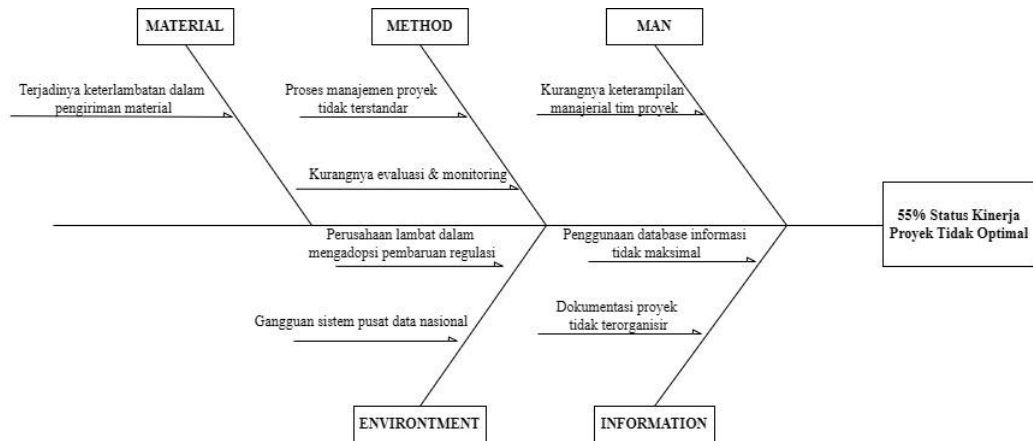 MATERIAL
METHOD
MAN
Terjadinya keterlambatan dalam
pengiriman material
Proses manajemen proyek
tidak terstandar
Kurangnya keterampilan
manajerial tim proyek
Kurangnya evaluasi & monitoring
55% Status Kinerja
Proyek Tidak Optimal
Perusahaan lambat dalam
mengadopsi pembaruan regulasi
Penggunaan database informasi
tidak maksimal
Gangguan sistem pusat data nasional
Dokumentasi proyek
tidak terorganisir
ENVIRONTMENT
INFORMATION